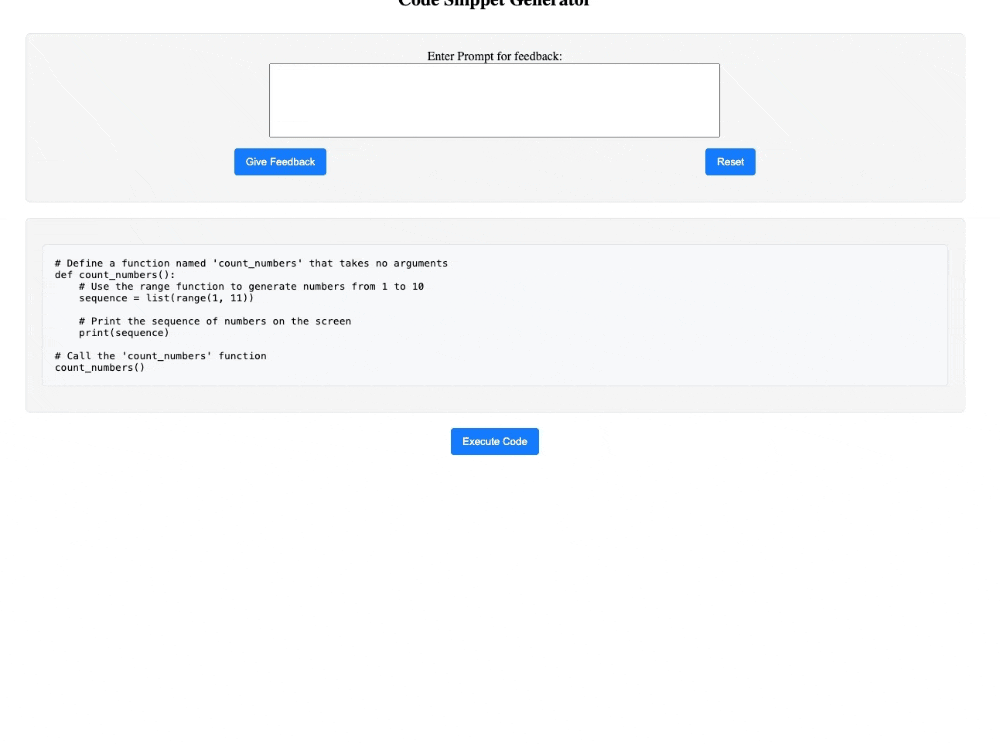 Code Snippet Generator
Enter Prompt for feedback:
Give Feedback
Reset
# Define a function named 'count_numbers' that takes no arguments
def count_numbers():
    # Use the range function to generate numbers from 1 to 10
    sequence = list(range(1, 11))
    # Print the sequence of numbers on the screen
    print(sequence)
# Call the 'count_numbers' function
count_numbers()
Execute Code